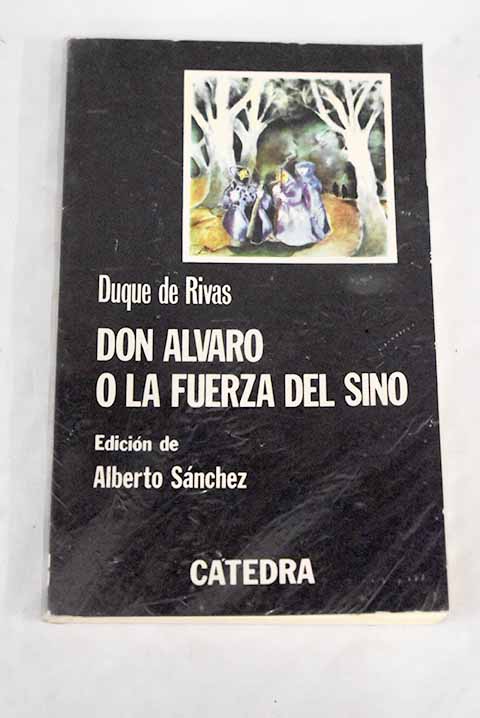 Duque de Rivas
DON ALVARO
O LA FUERZA DEL SINO
Edición de
Alberto Sánchez
CATEDRA